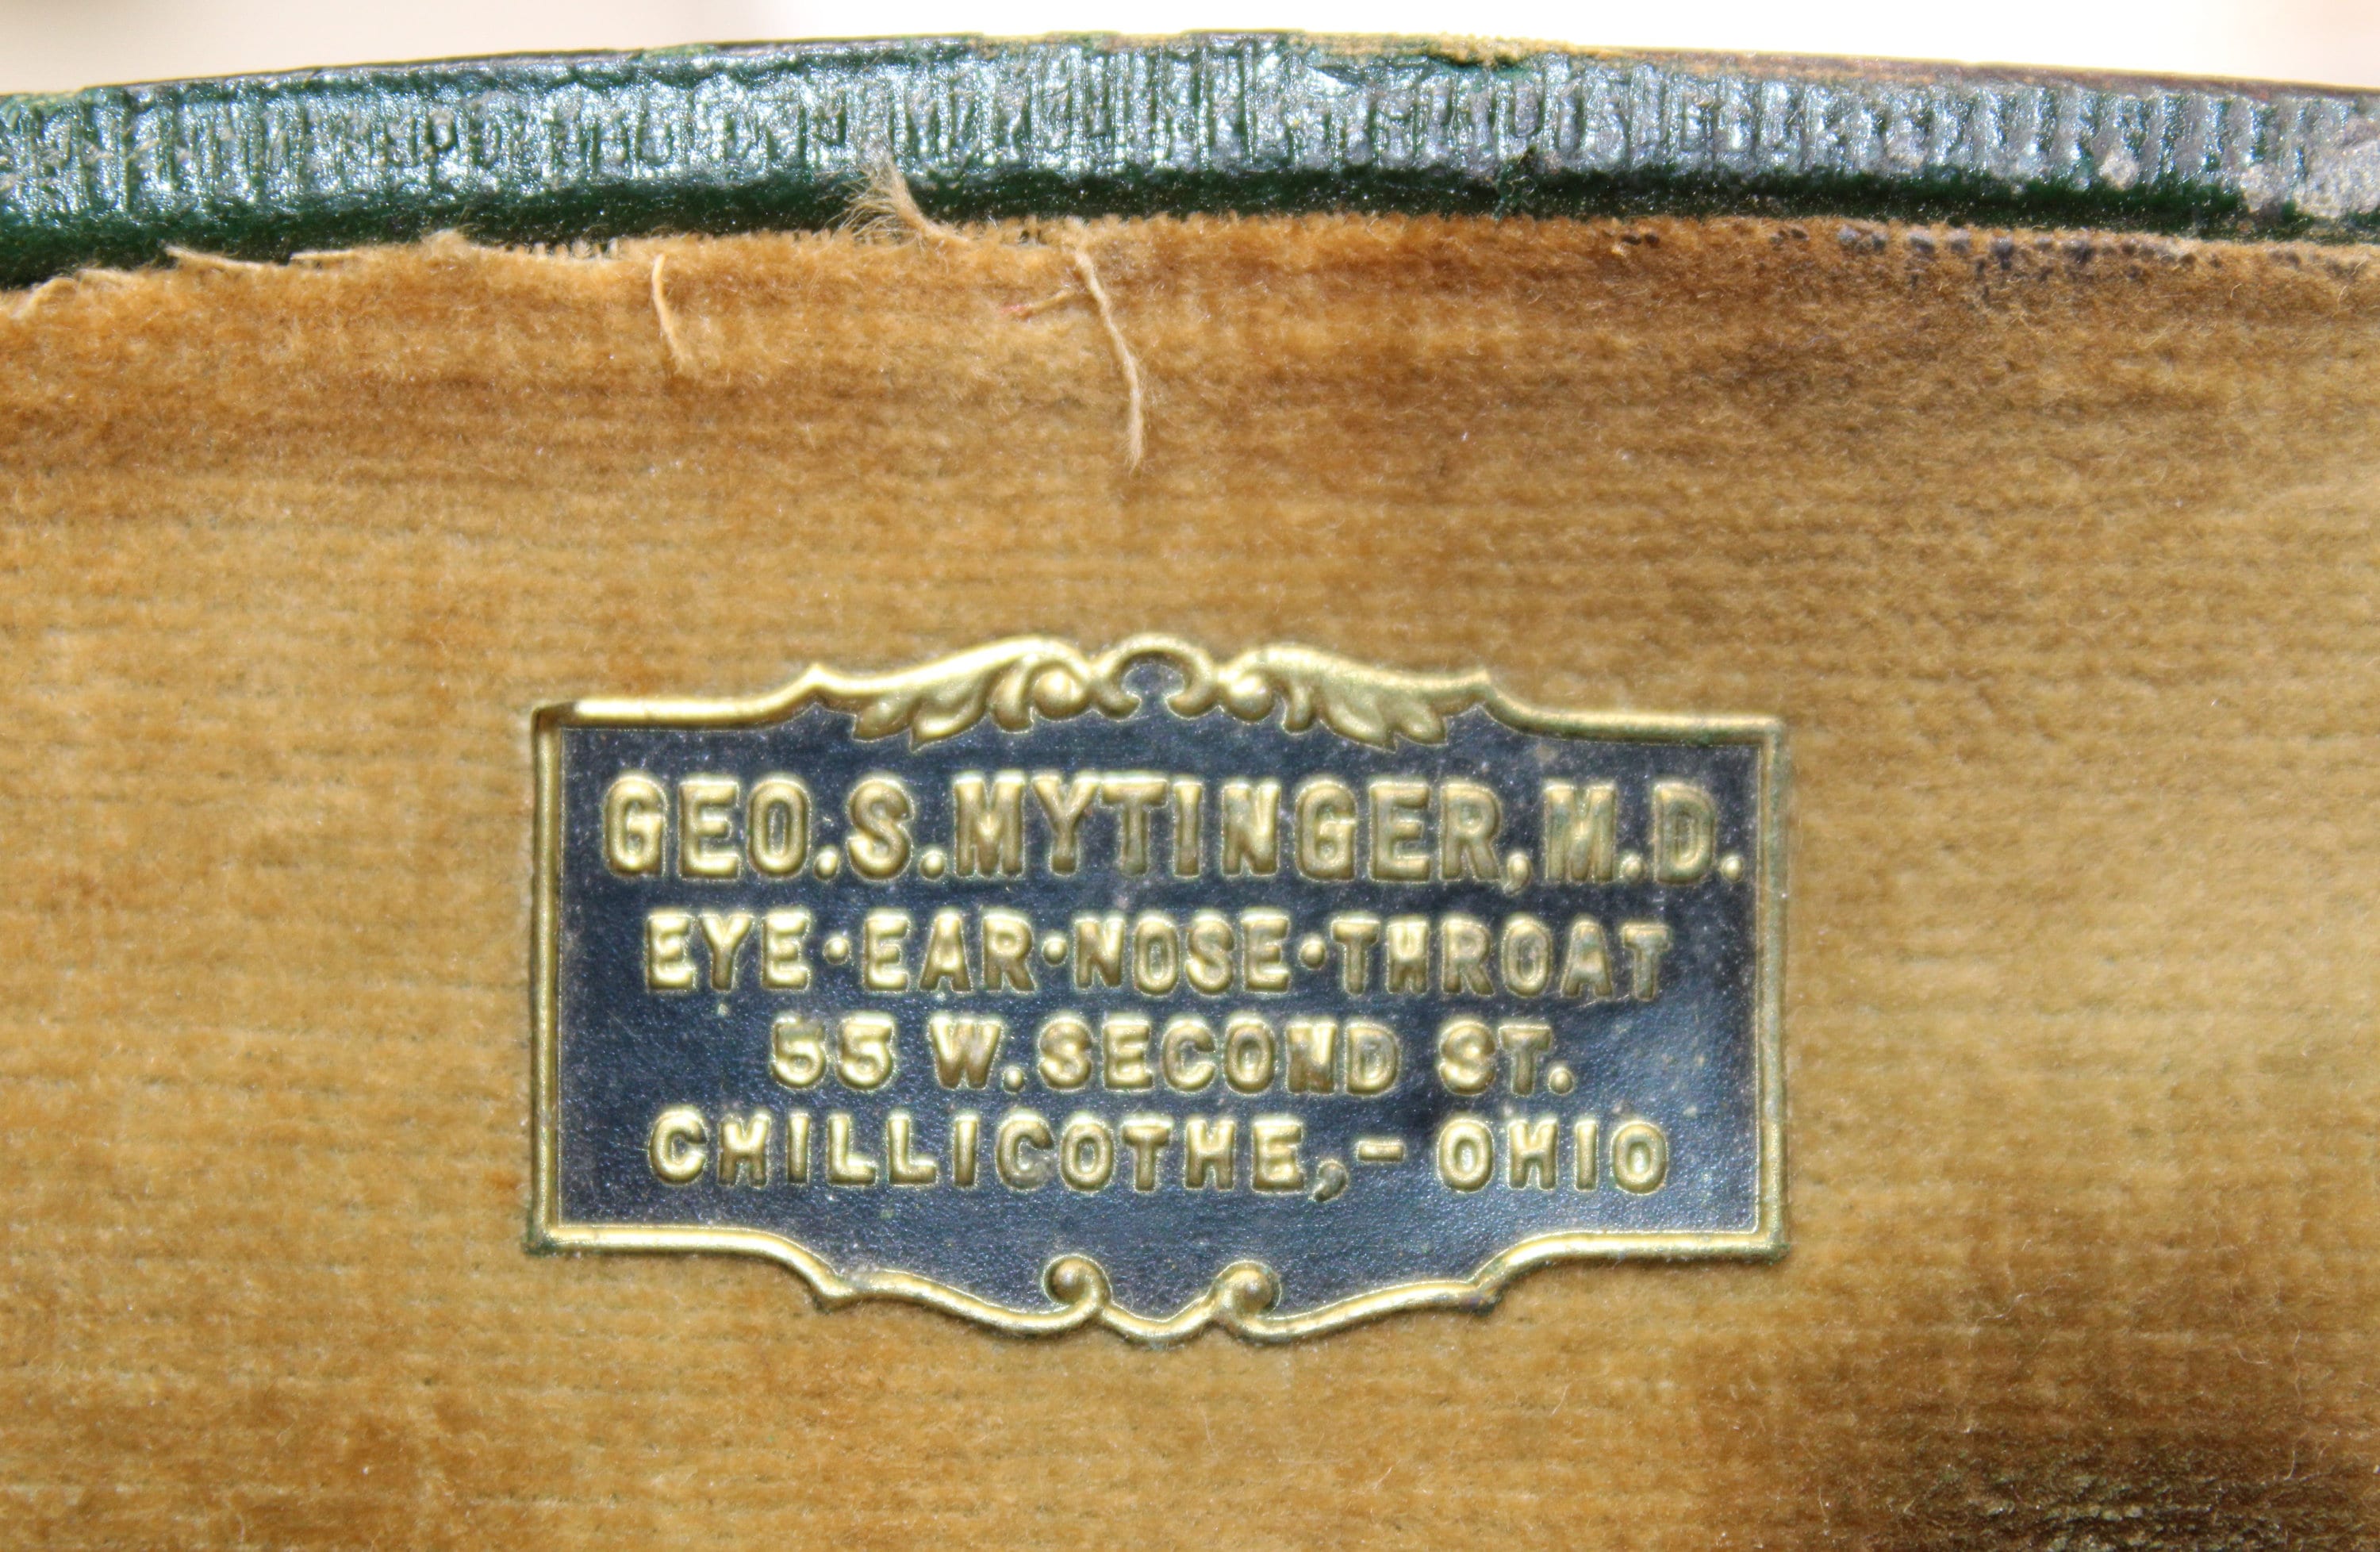 GEO.S.MYTINGER,M.D.
EYE·EAR·NOSE·THROAT
55 W.SECOND ST.
CHILLICOTHE,-OHIO